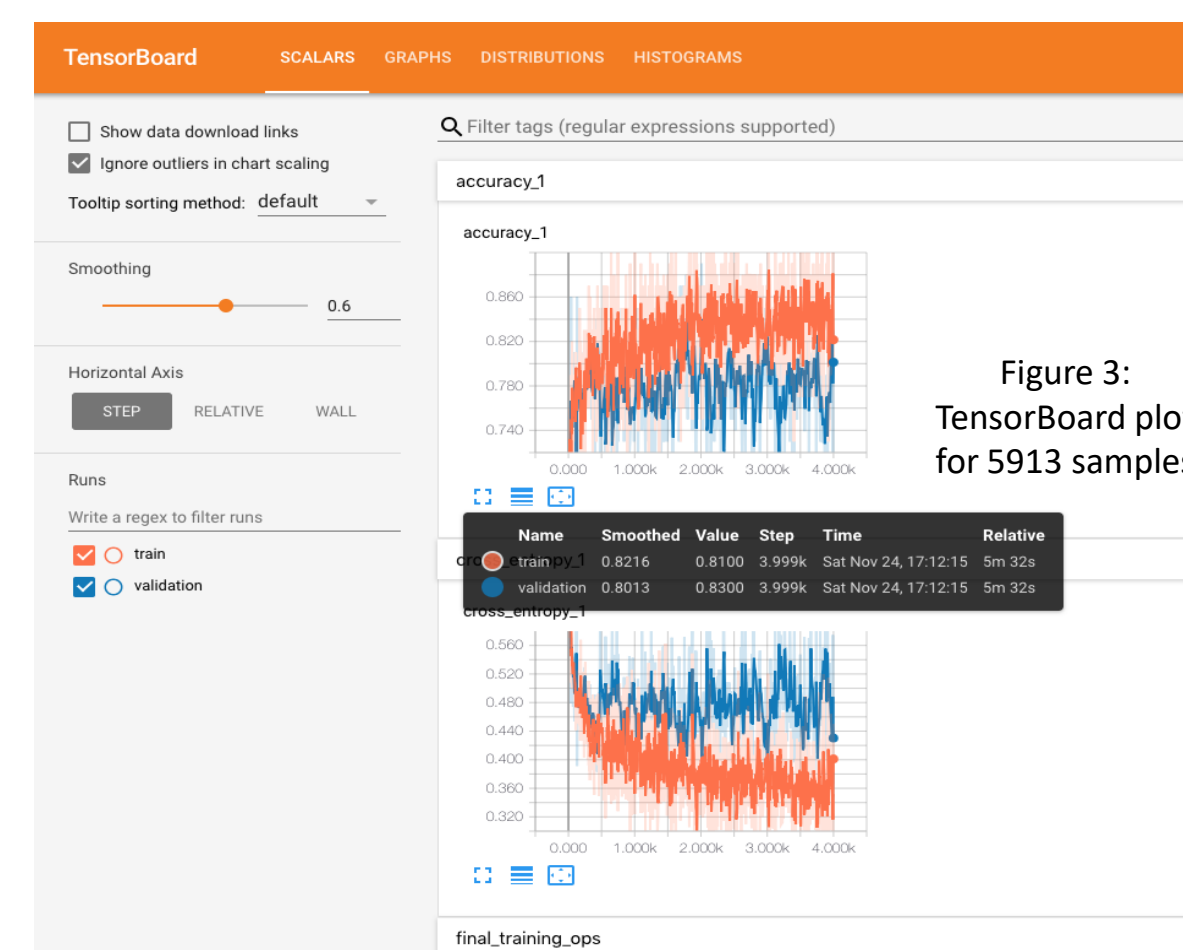 TensorBoard SCALARS GRAPHS DISTRIBUTIONS HISTOGRAMS
Show data download links
Ignore outliers in chart scaling
Tooltip sorting method: default
Smoothing
0.6
Horizontal Axis
STEP RELATIVE WALL
Runs
Write a regex to filter runs
train
validation
Filter tags (regular expressions supported)
accuracy_1
accuracy_1
0.860
0.820
0.780
0.740
0.000 1.000k 2.000k 3.000k 4.000k
Figure 3:
TensorBoard plo
for 5913 samples
Name Smoothed Value Step Time Relative
train 0.8216 0.8100 3.999k Sat Nov 24, 17:12:15 5m 32s
validation 0.8013 0.8300 3.999k Sat Nov 24, 17:12:15 5m 32s
cross_entropy_1
cross_entropy_1
0.560
0.520
0.480
0.440
0.400
0.360
0.320
0.000 1.000k 2.000k 3.000k 4.000k
final_training_ops